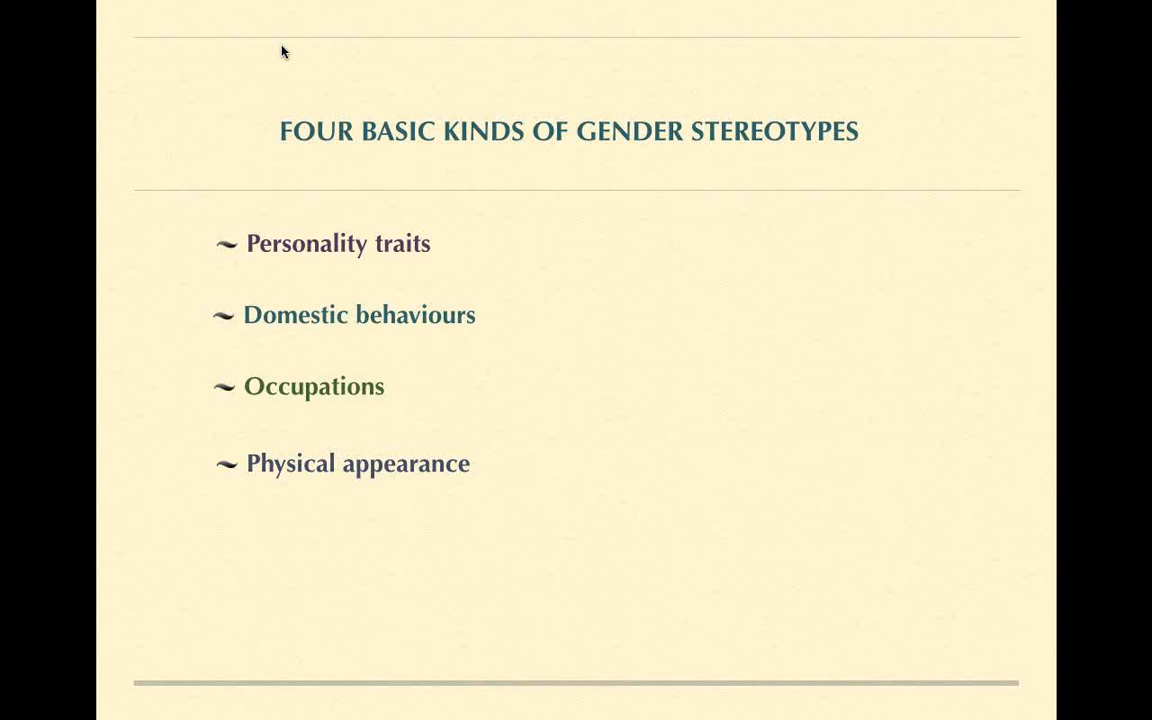 FOUR BASIC KINDS OF GENDER STEREOTYPES
~ Personality traits
~ Domestic behaviours
~ Occupations
~ Physical appearance